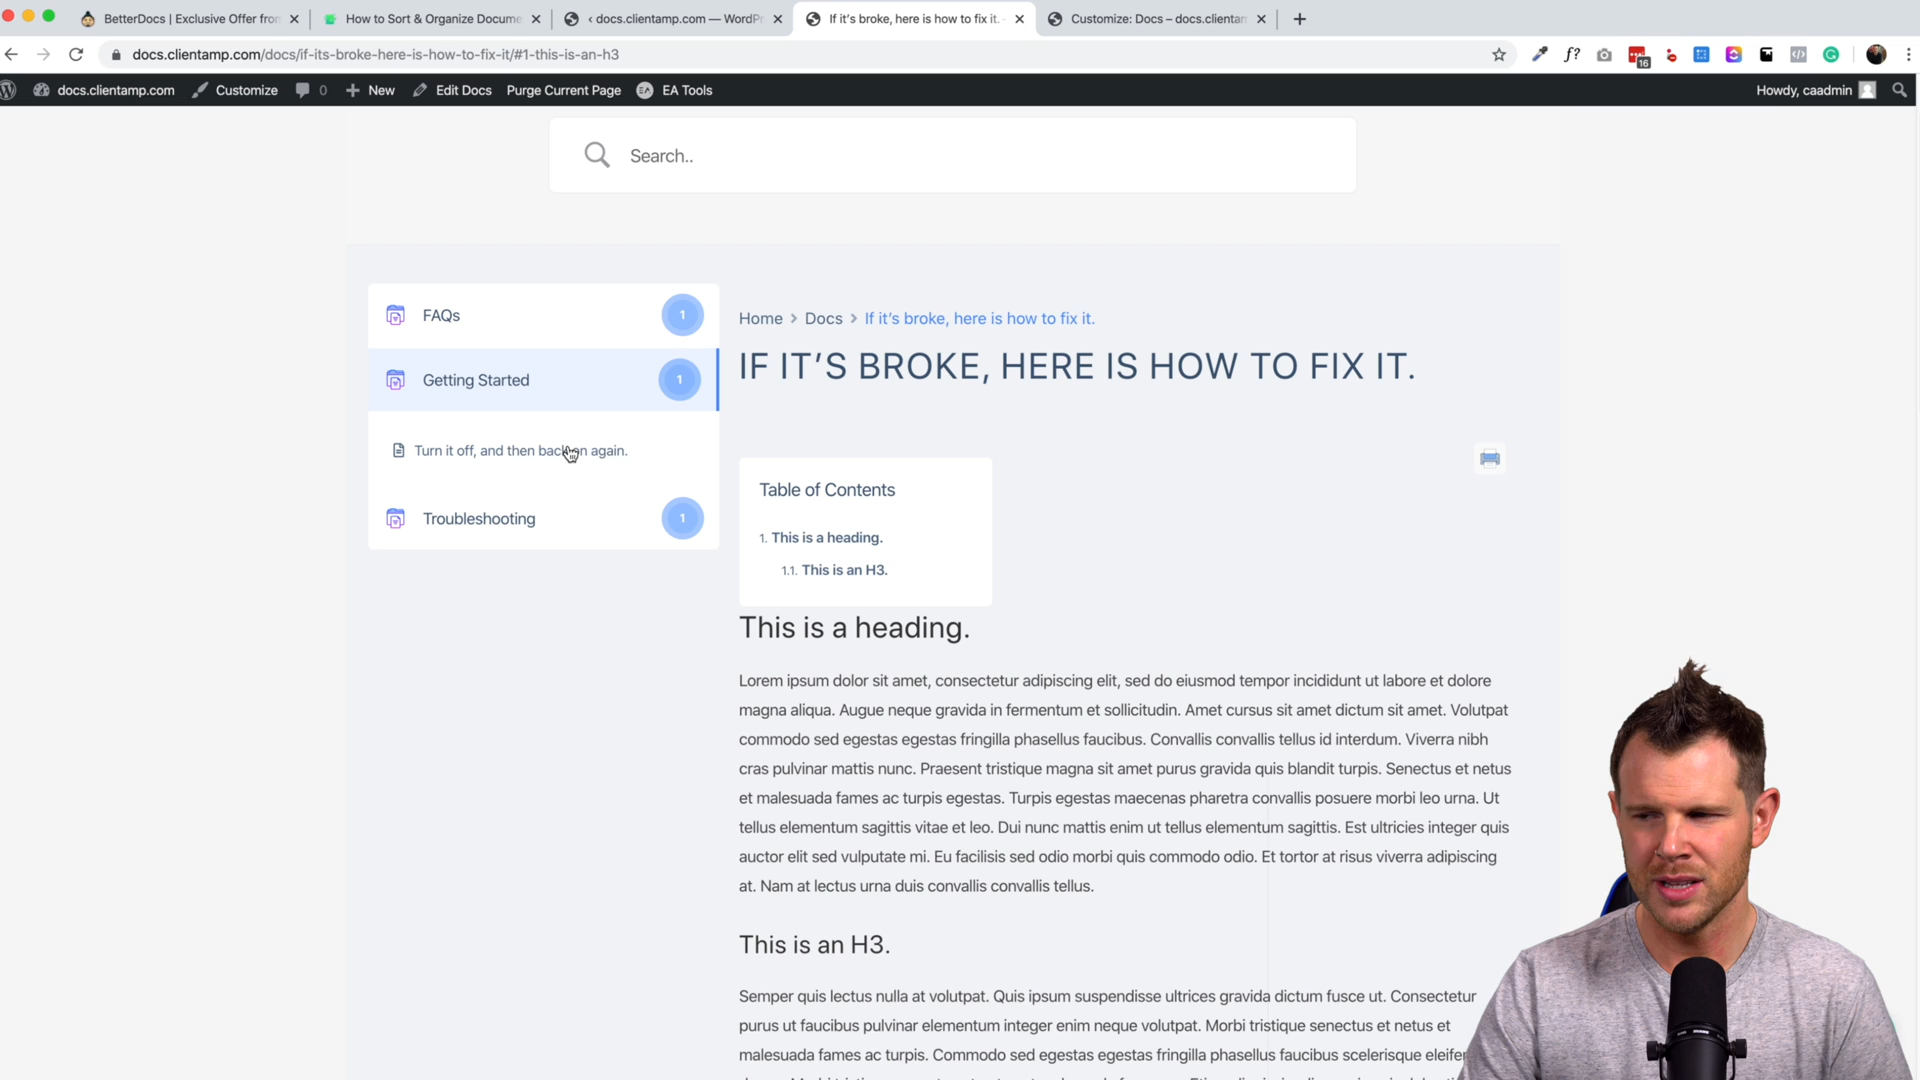 BetterDocs | Exclusive Offer from
How to Sort & Organize Docume
‹ docs.clientamp.com — WordPr
If it's broke, here is how to fix it.
Customize: Docs – docs.clientam
docs.clientamp.com/docs/if-its-broke-here-is-how-to-fix-it/#1-this-is-an-h3
f?
16
docs.clientamp.com
Customize
0
New
Edit Docs
Purge Current Page
EA
EA Tools
Howdy, caadmin
Search..
FAQs
1
Getting Started
1
Turn it off, and then back on again.
Troubleshooting
1
Home > Docs > If it's broke, here is how to fix it.
IF IT'S BROKE, HERE IS HOW TO FIX IT.
Table of Contents
1. This is a heading.
1.1. This is an H3.
This is a heading.
Lorem ipsum dolor sit amet, consectetur adipiscing elit, sed do eiusmod tempor incididunt ut labore et dolore
magna aliqua. Augue neque gravida in fermentum et sollicitudin. Amet cursus sit amet dictum sit amet. Volutpat
commodo sed egestas egestas fringilla phasellus faucibus. Convallis convallis tellus id interdum. Viverra nibh
cras pulvinar mattis nunc. Praesent tristique magna sit amet purus gravida quis blandit turpis. Senectus et netus
et malesuada fames ac turpis egestas. Turpis egestas maecenas pharetra convallis posuere morbi leo urna. Ut
tellus elementum sagittis vitae et leo. Dui nunc mattis enim ut tellus elementum sagittis. Est ultricies integer quis
auctor elit sed vulputate mi. Eu facilisis sed odio morbi quis commodo odio. Et tortor at risus viverra adipiscing
at. Nam at lectus urna duis convallis convallis tellus.
This is an H3.
Semper quis lectus nulla at volutpat. Quis ipsum suspendisse ultrices gravida dictum fusce ut. Consectetur
purus ut faucibus pulvinar elementum integer enim neque volutpat. Morbi tristique senectus et netus et
malesuada fames ac turpis. Commodo sed egestas egestas fringilla phasellus faucibus scelerisque eleifen